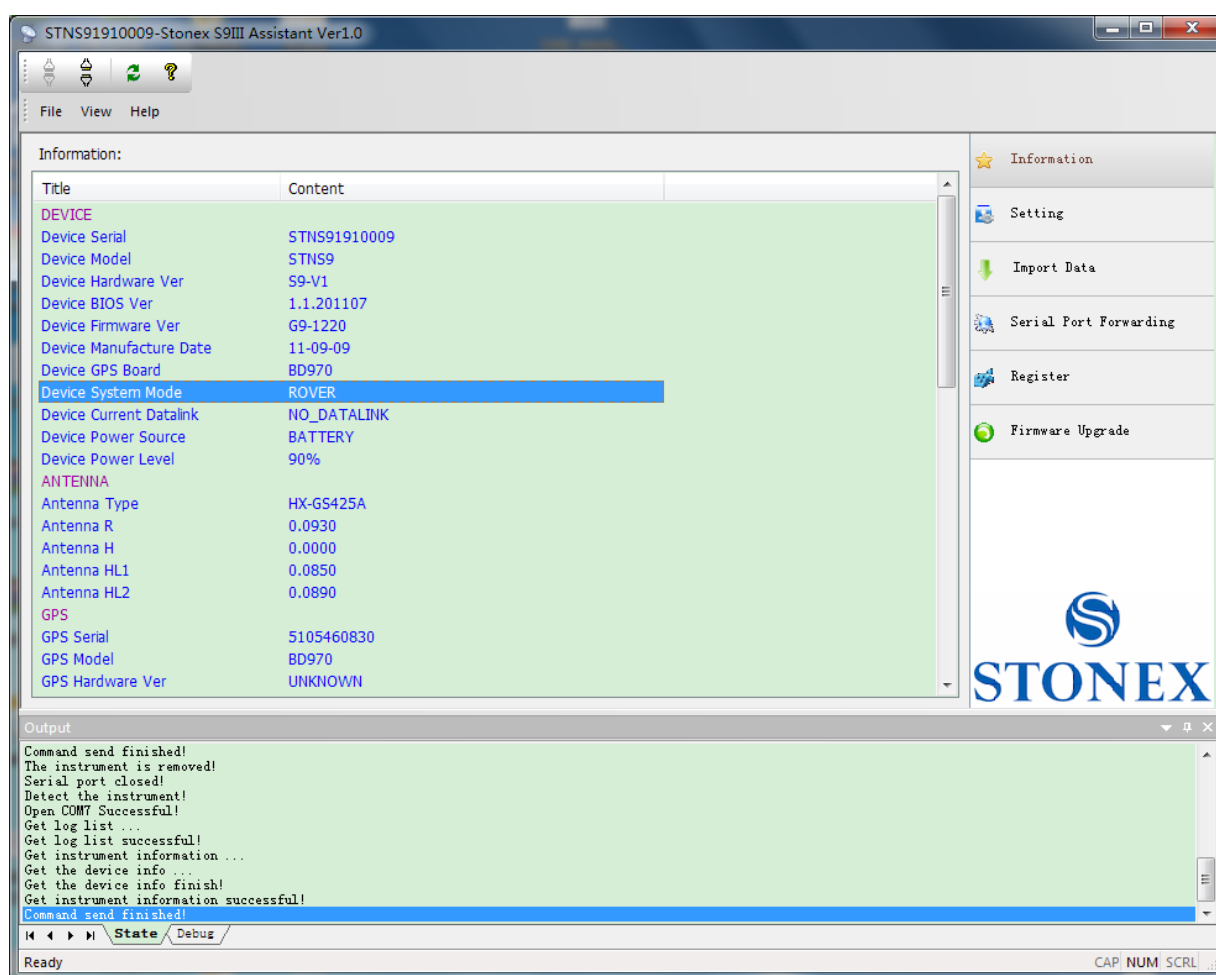 STNS91910009-Stonex S9III Assistant Ver1.0
File View Help
Information:
Title Content
DEVICE
Device Serial STNS91910009
Device Model STNS9
Device Hardware Ver S9-V1
Device BIOS Ver 1.1.201107
Device Firmware Ver G9-1220
Device Manufacture Date 11-09-09
Device GPS Board BD970
Device System Mode ROVER
Device Current Datalink NO_DATALINK
Device Power Source BATTERY
Device Power Level 90%
ANTENNA
Antenna Type HX-GS425A
Antenna R 0.0930
Antenna H 0.0000
Antenna HL1 0.0850
Antenna HL2 0.0890
GPS
GPS Serial 5105460830
GPS Model BD970
GPS Hardware Ver UNKNOWN
Information
Setting
Import Data
Serial Port Forwarding
Register
Firmware Upgrade
STONEX
Output
Command send finished!
The instrument is removed!
Serial port closed!
Detect the instrument!
Open COM7 Successful!
Get log list ...
Get log list successful!
Get instrument information ...
Get the device info ...
Get the device info finish!
Get instrument information successful!
Command send finished!
State Debug
Ready CAP NUM SCRL